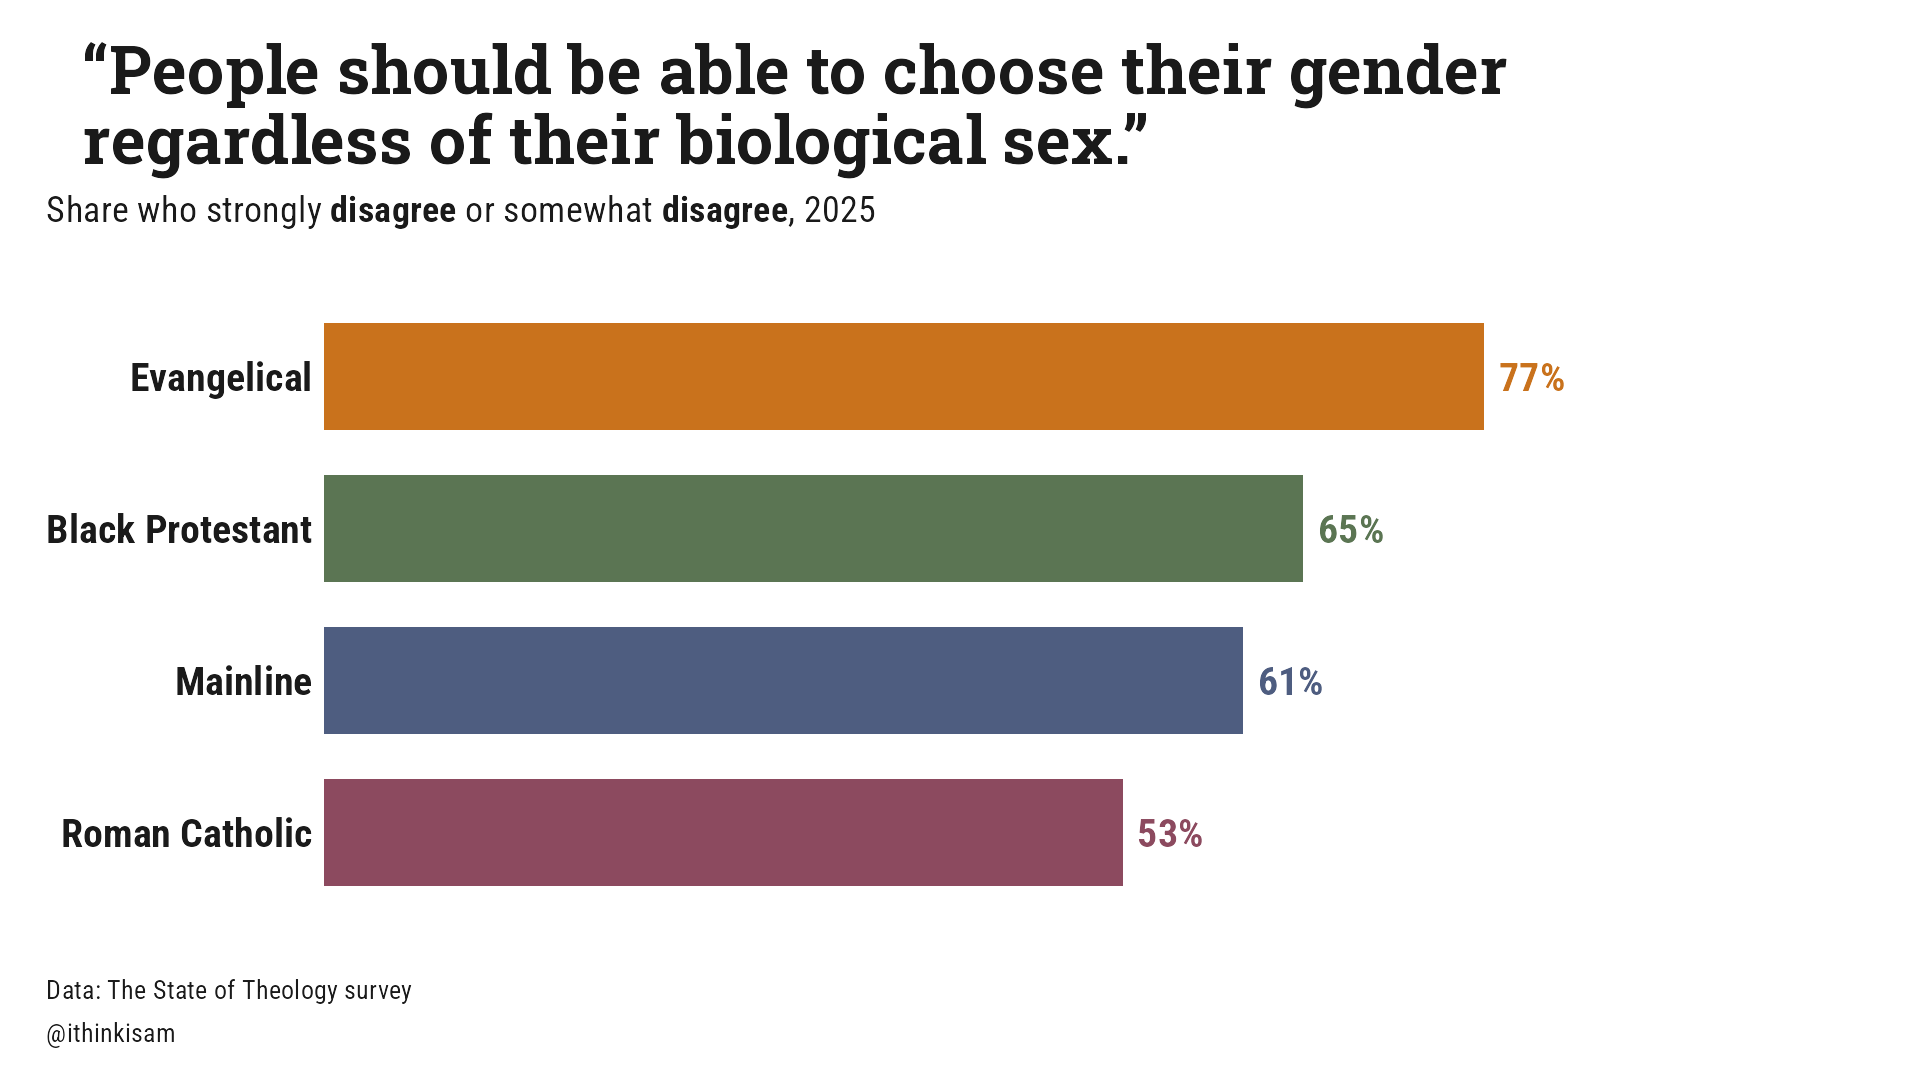 “People should be able to choose their gender
regardless of their biological sex.”
Share who strongly disagree or somewhat disagree, 2025
Evangelical 77%
Black Protestant 65%
Mainline 61%
Roman Catholic 53%
Data: The State of Theology survey
@ithinkisam